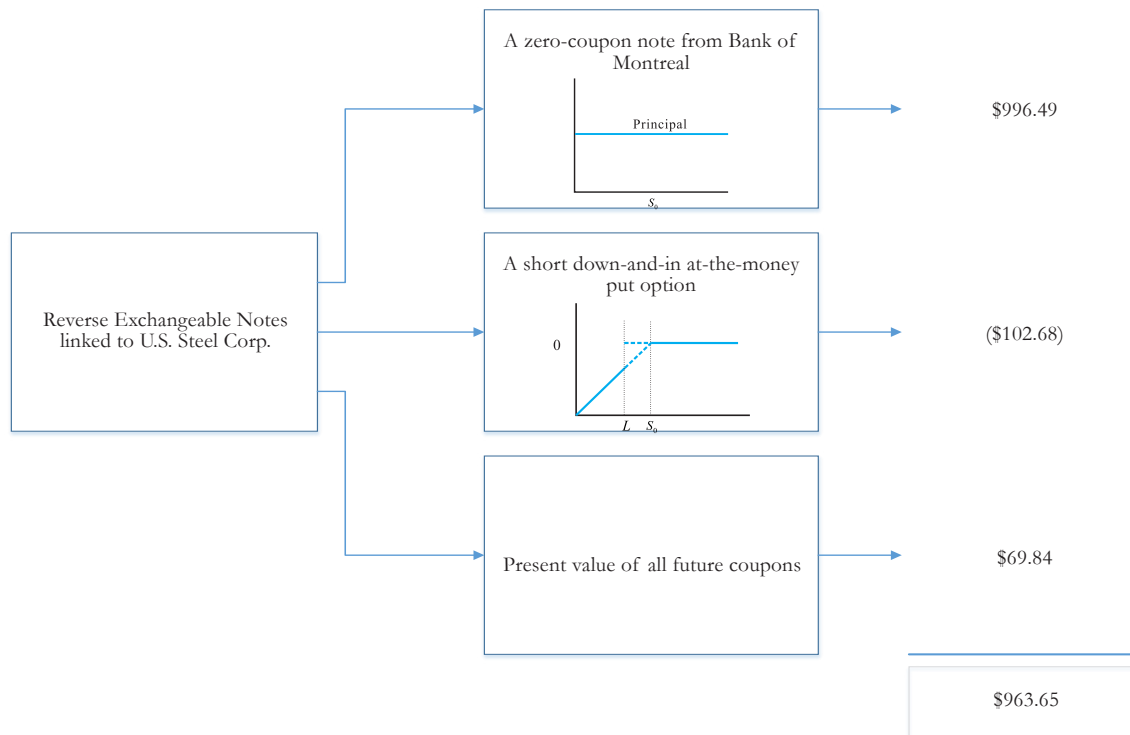 A zero-coupon note from Bank of
Montreal
Principal
S₀
$996.49
Reverse Exchangeable Notes
linked to U.S. Steel Corp.
A short down-and-in at-the-money
put option
0
L
S₀
($102.68)
Present value of all future coupons
$69.84
$963.65